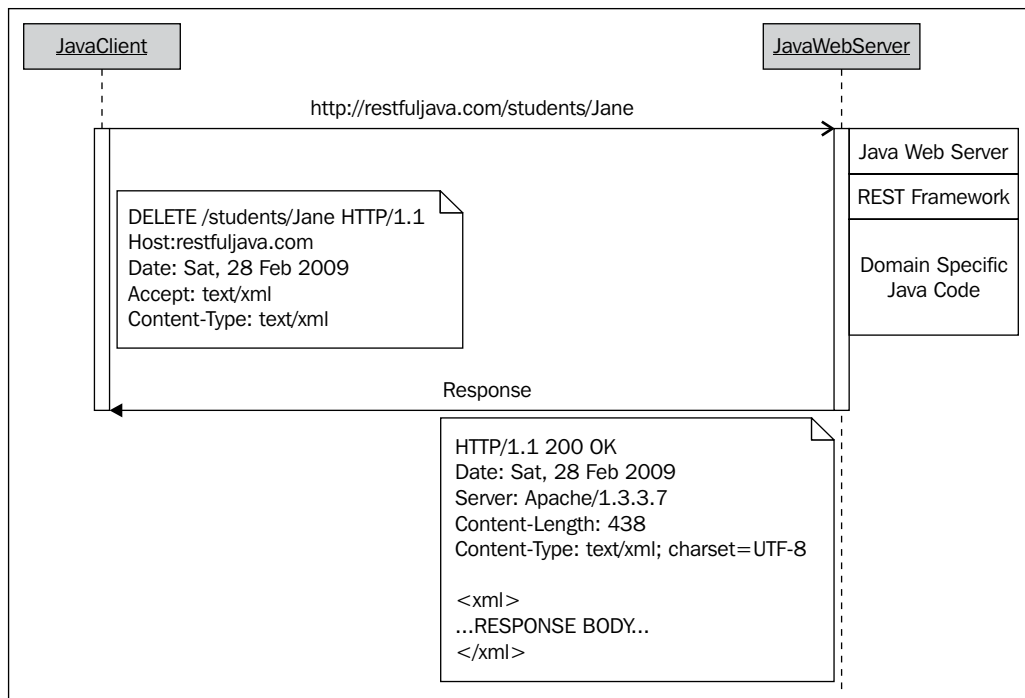 JavaClient
JavaWebServer
http://restfuljava.com/students/Jane
Java Web Server
REST Framework
Domain Specific
Java Code
DELETE /students/Jane HTTP/1.1
Host:restfuljava.com
Date: Sat, 28 Feb 2009
Accept: text/xml
Content-Type: text/xml
Response
HTTP/1.1 200 OK
Date: Sat, 28 Feb 2009
Server: Apache/1.3.3.7
Content-Length: 438
Content-Type: text/xml; charset=UTF-8
<xml>
...RESPONSE BODY...
</xml>